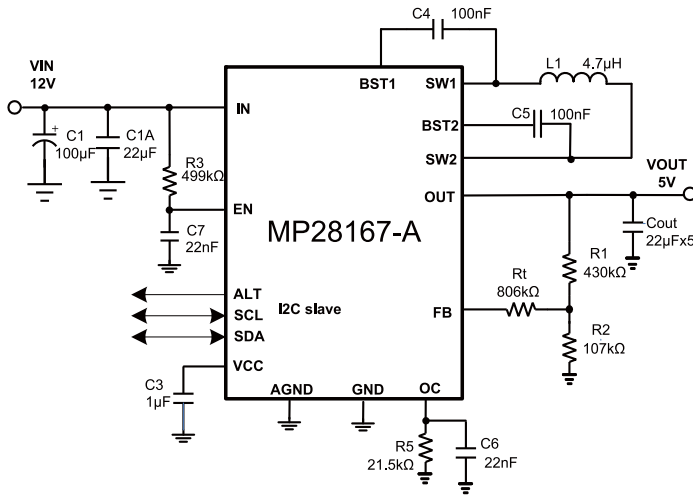 C4
100nF
VIN
12V
BST1
SW1
L1
4.7µH
IN
C1
+
100µF
C1A
22µF
R3
499kΩ
C5
100nF
BST2
SW2
VOUT
5V
EN
OUT
C7
22nF
MP28167-A
Cout
22µFx5
R1
430kΩ
Rt
806kΩ
ALT
SCL
I2C slave
SDA
FB
R2
107kΩ
VCC
C3
1µF
AGND
GND
OC
R5
21.5kΩ
C6
22nF